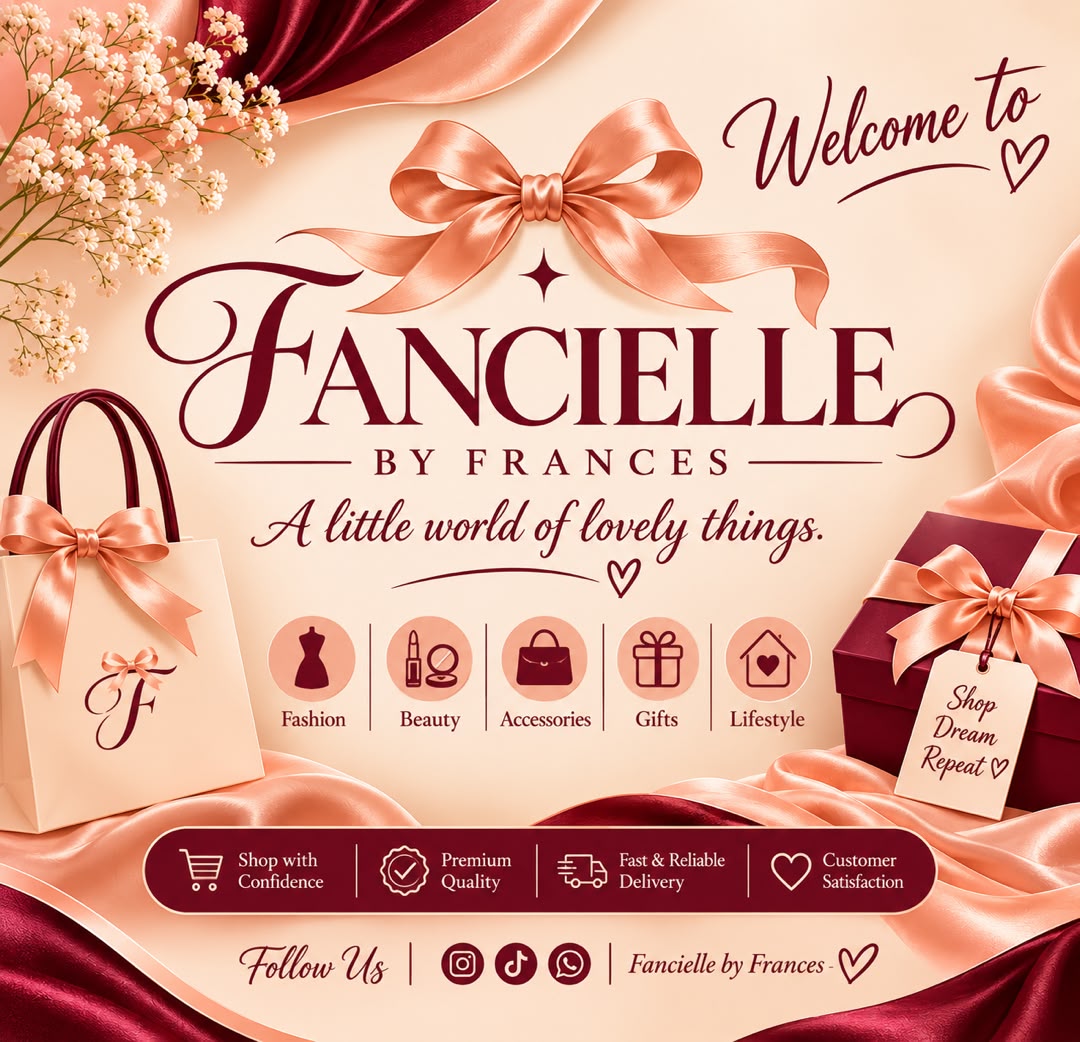 Welcome to
FANCIELLE
BY FRANCES
A little world of lovely things.
F
Fashion
Beauty
Accessories
Gifts
Lifestyle
Shop
Dream
Repeat
Shop with
Confidence
Premium
Quality
Fast & Reliable
Delivery
Customer
Satisfaction
Follow Us
Fancielle by Frances -